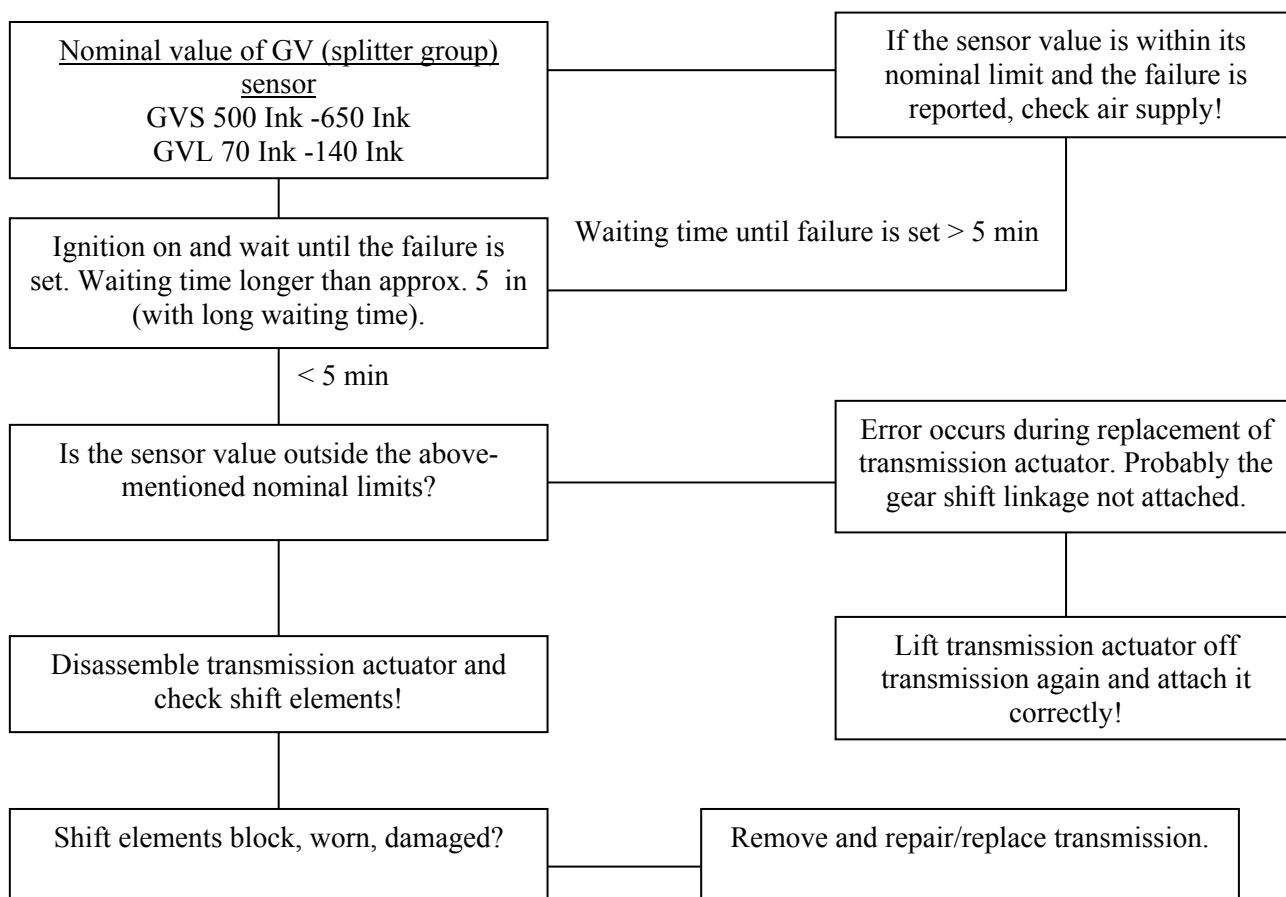 Nominal value of GV (splitter group)
sensor
GVS 500 Ink -650 Ink
GVL 70 Ink -140 Ink
If the sensor value is within its
nominal limit and the failure is
reported, check air supply!
Ignition on and wait until the failure is
set. Waiting time longer than approx. 5 in
(with long waiting time).
Waiting time until failure is set > 5 min
< 5 min
Is the sensor value outside the above-
mentioned nominal limits?
Error occurs during replacement of
transmission actuator. Probably the
gear shift linkage not attached.
Disassemble transmission actuator and
check shift elements!
Lift transmission actuator off
transmission again and attach it
correctly!
Shift elements block, worn, damaged?
Remove and repair/replace transmission.